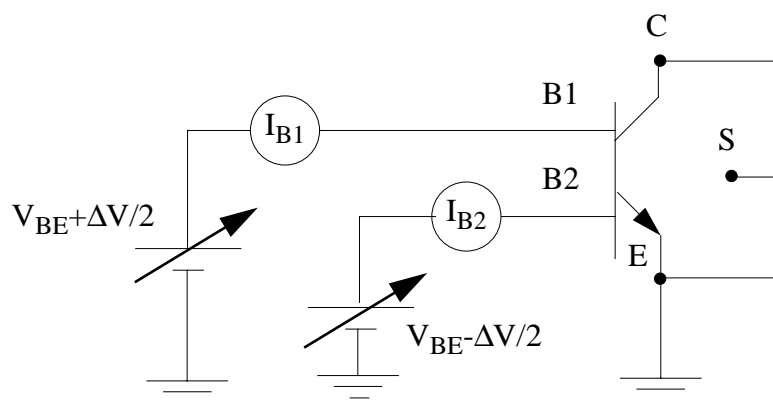 C
B1
I_B1
S
B2
V_BE+ΔV/2
I_B2
E
V_BE-ΔV/2